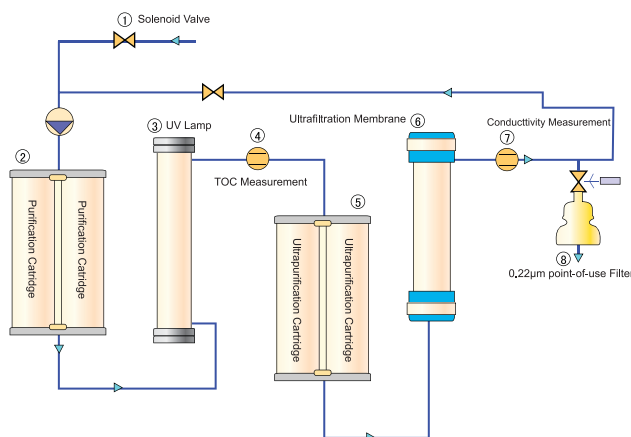 ① Solenoid Valve
② 
Purification Catridge
Purification Catridge
③ UV Lamp
④
TOC Measurement
⑤
Ultrapurification Cartridge
Ultrapurification Cartridge
Ultrafiltration Membrane ⑥
Conducttivity Measurement
⑦
⑧
0.22μm point-of-use Filter